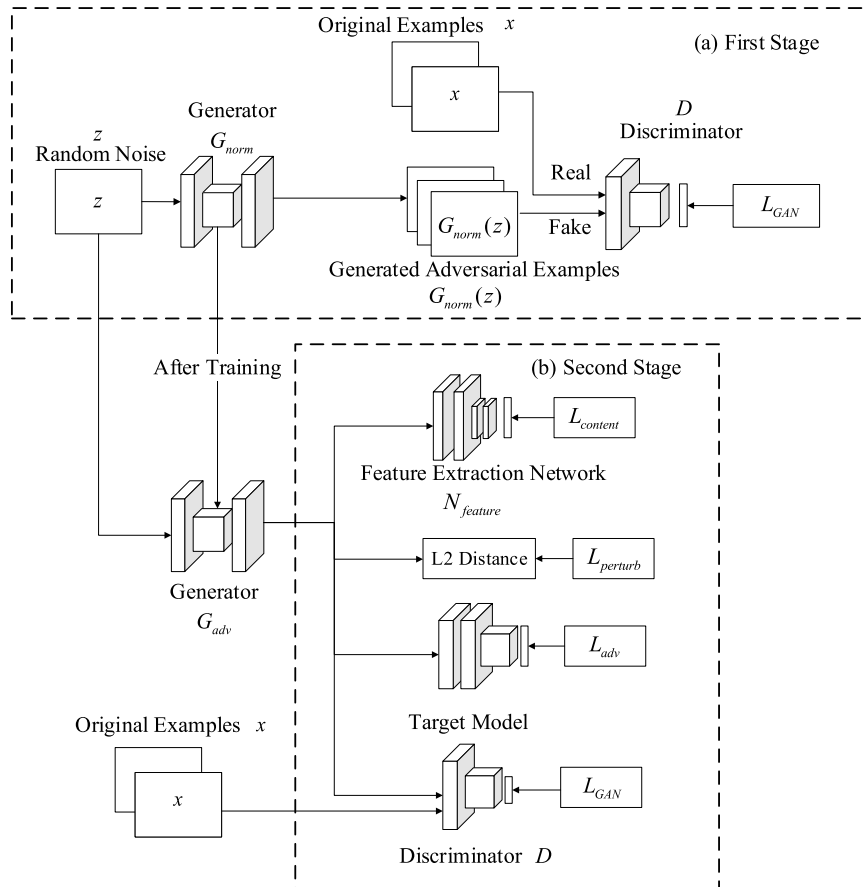 Original Examples x
(a) First Stage
x
Generator
G_norm
D
Discriminator
z
Random Noise
z
Real
G_norm(z)
Fake
L_GAN
Generated Adversarial Examples
G_norm(z)
After Training
(b) Second Stage
L_content
Feature Extraction Network
N_feature
L2 Distance
L_perturb
Generator
G_adv
L_adv
Target Model
Original Examples x
x
L_GAN
Discriminator D